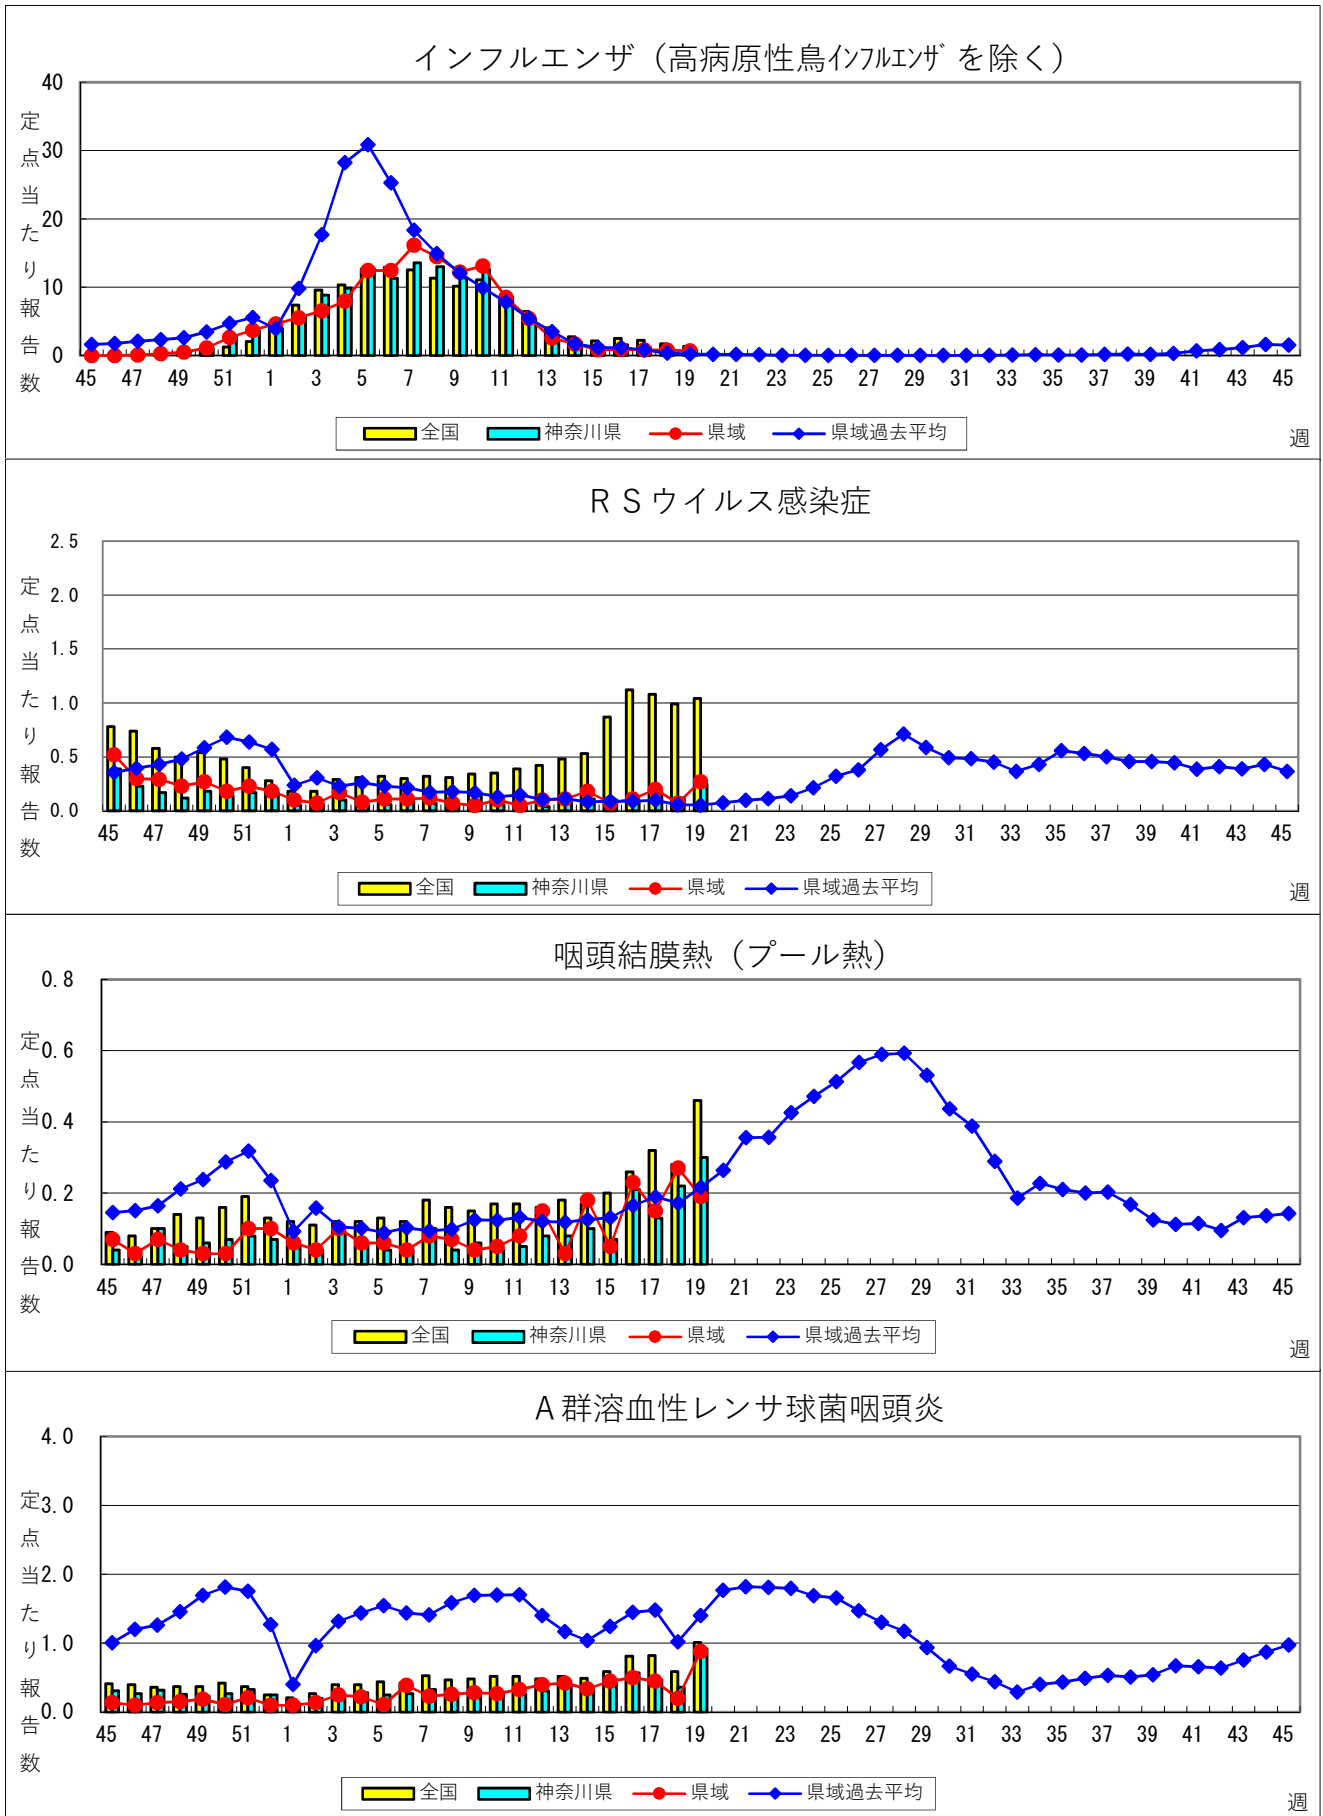 インフルエンザ（高病原性鳥ｲﾝﾌﾙｴﾝｻﾞを除く）
定点当たり報告数
40
30
20
10
0
45 47 49 51 1 3 5 7 9 11 13 15 17 19 21 23 25 27 29 31 33 35 37 39 41 43 45
全国 神奈川県 県域 県域過去平均
週
ＲＳウイルス感染症
定点当たり報告数
2.5
2.0
1.5
1.0
0.5
0.0
45 47 49 51 1 3 5 7 9 11 13 15 17 19 21 23 25 27 29 31 33 35 37 39 41 43 45
全国 神奈川県 県域 県域過去平均
週
咽頭結膜熱（プール熱）
定点当たり報告数
0.8
0.6
0.4
0.2
0.0
45 47 49 51 1 3 5 7 9 11 13 15 17 19 21 23 25 27 29 31 33 35 37 39 41 43 45
全国 神奈川県 県域 県域過去平均
週
Ａ群溶血性レンサ球菌咽頭炎
定点当たり報告数
4.0
3.0
2.0
1.0
0.0
45 47 49 51 1 3 5 7 9 11 13 15 17 19 21 23 25 27 29 31 33 35 37 39 41 43 45
全国 神奈川県 県域 県域過去平均
週